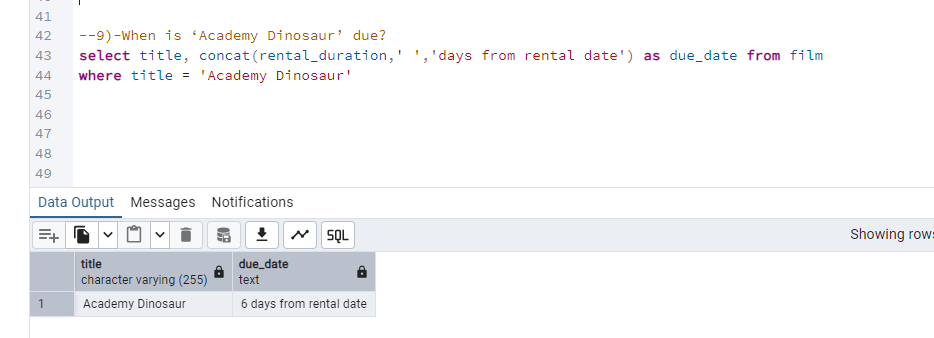 41
42 --9)-When is ‘Academy Dinosaur’ due?
43 select title, concat(rental_duration,' ','days from rental date') as due_date from film
44 where title = 'Academy Dinosaur'
45
46
47
48
49
Data Output Messages Notifications
SQL
Showing rows
title due_date
character varying (255) text
1 Academy Dinosaur 6 days from rental date